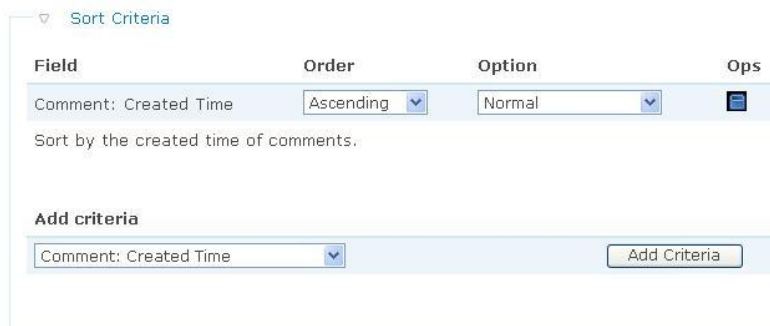 Sort Criteria
Field Order Option Ops
Comment: Created Time Ascending Normal
Sort by the created time of comments.
Add criteria
Comment: Created Time Add Criteria